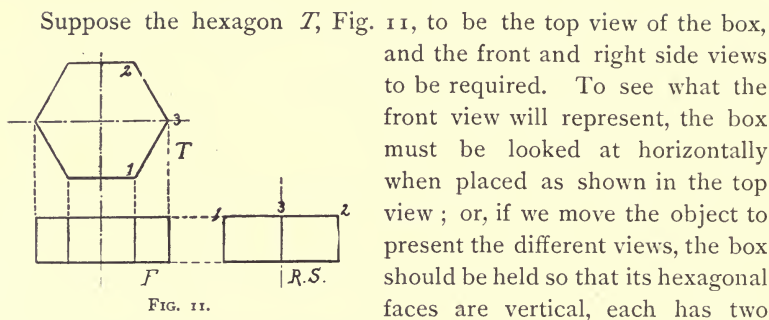 Suppose the hexagon T, Fig. 11, to be the top view of the box,
and the front and right side views
to be required. To see what the
front view will represent, the box
must be looked at horizontally
when placed as shown in the top
view ; or, if we move the object to
present the different views, the box
should be held so that its hexagonal
faces are vertical, each has two
2
3
T
1
1
3
2
F
R.S.
FIG. 11.